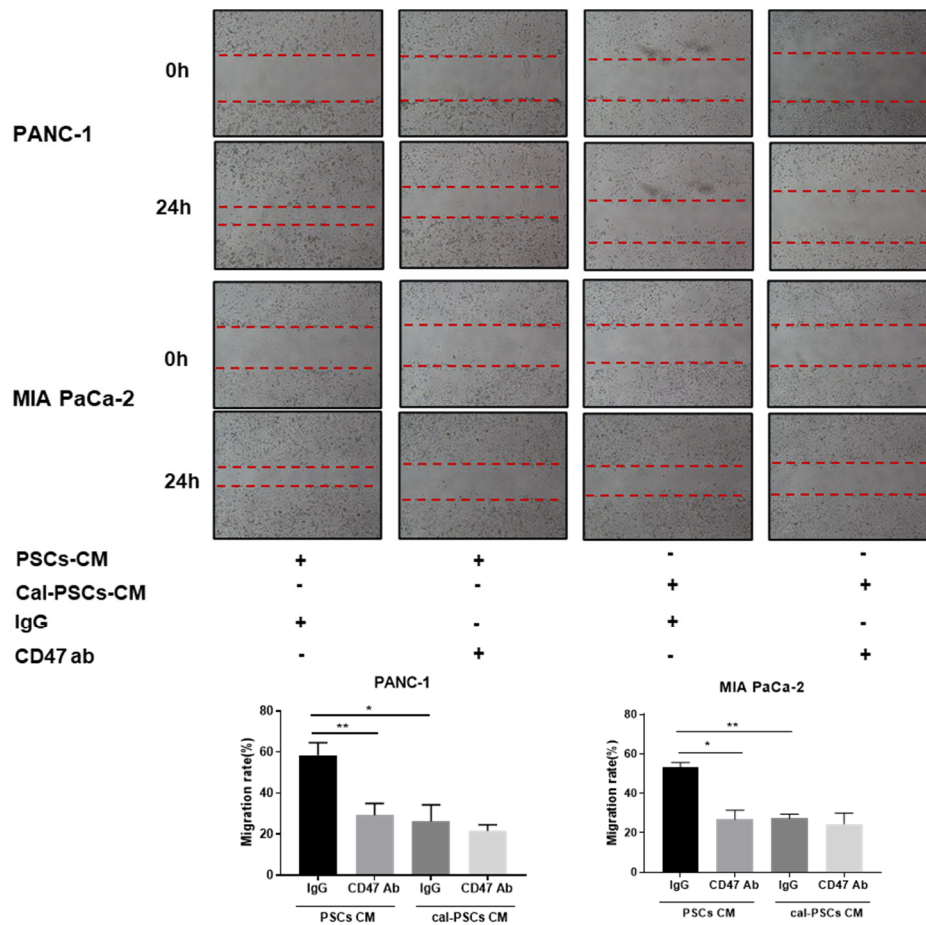 0h
PANC-1
24h
0h
MIA PaCa-2
24h
PSCs-CM + + - -
Cal-PSCs-CM - - + +
IgG + - + -
CD47 ab - + - +
PANC-1
80
60
40
20
0
Migration rate(%)
*
**
IgG CD47 Ab IgG CD47 Ab
PSCs CM cal-PSCs CM
MIA PaCa-2
80
60
40
20
0
Migration rate(%)
**
*
IgG CD47 Ab IgG CD47 Ab
PSCs CM cal-PSCs CM